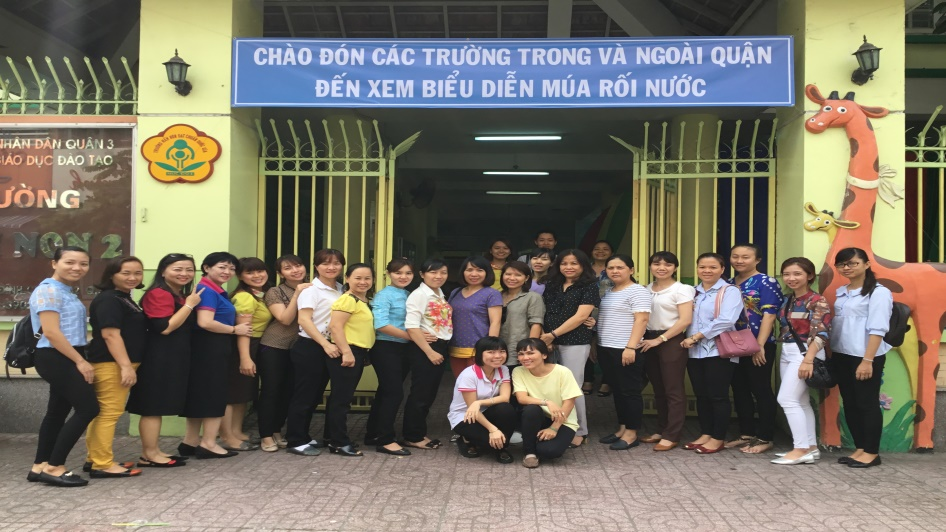 CHÀO ĐÓN CÁC TRƯỜNG TRONG VÀ NGOÀI QUẬN
ĐẾN XEM BIỂU DIỄN MÚA RỐI NƯỚC
NHÂN DÂN QUẬN 3
GIÁO DỤC ĐÀO TẠO
ƯỜNG
NON 2